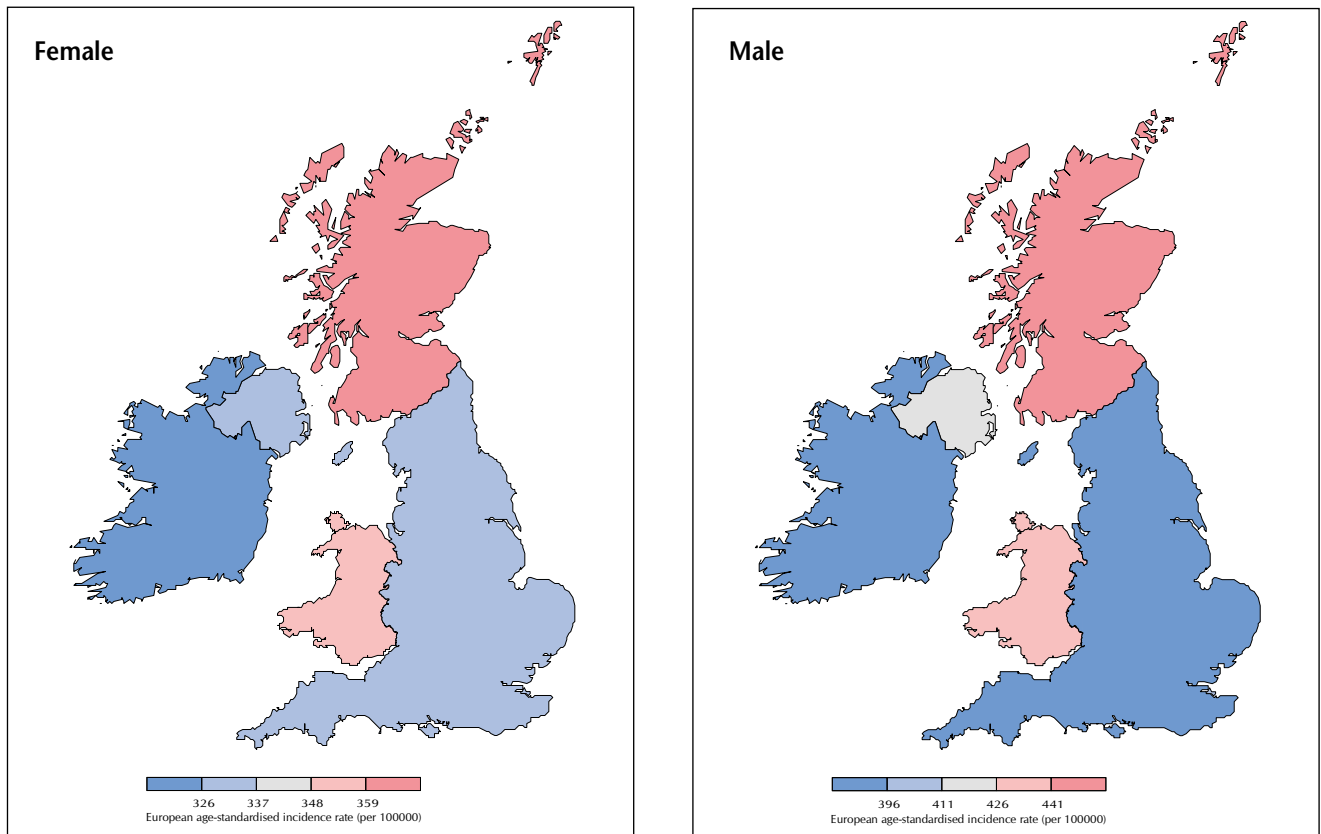 Female
326 337 348 359
European age-standardised incidence rate (per 100000)
Male
396 411 426 441
European age-standardised incidence rate (per 100000)